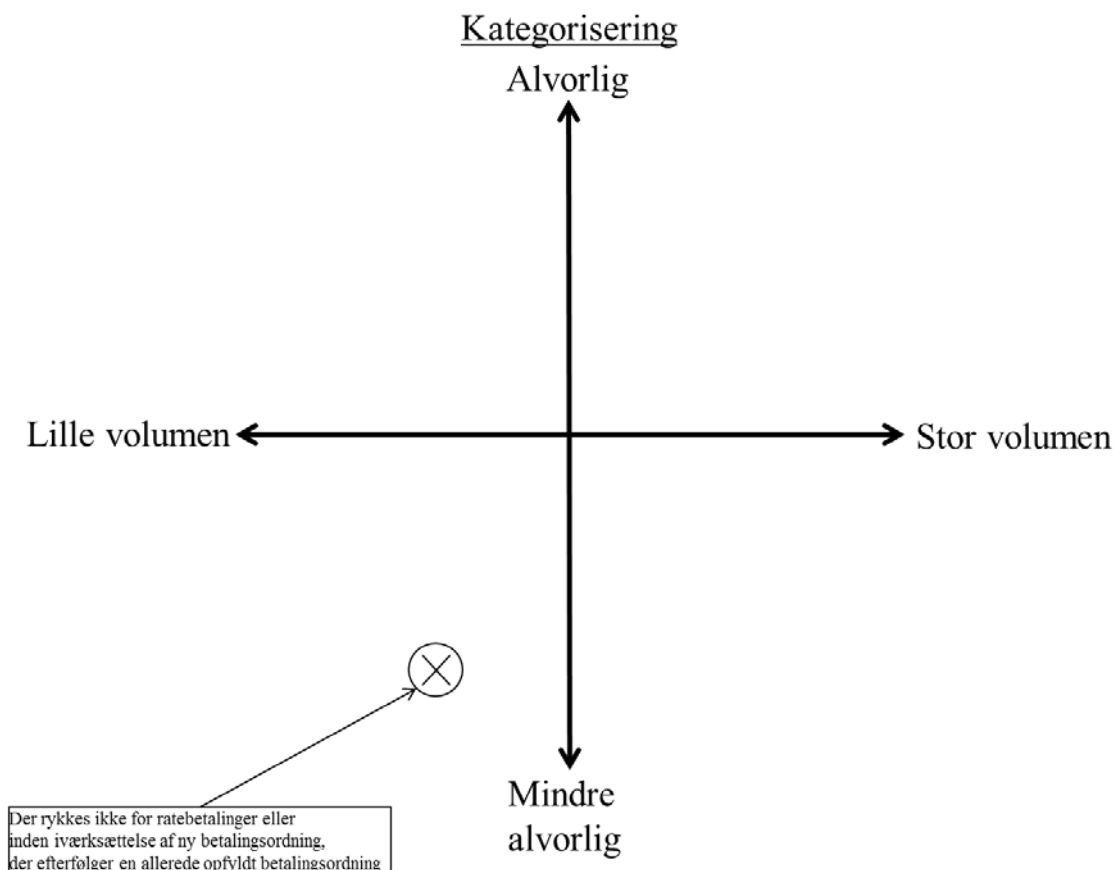 Kategorisering
Alvorlig
Lille volumen
Stor volumen
Mindre
alvorlig
Der rykkes ikke for ratebetalinger eller
inden iværksættelse af ny betalingsordning,
der efterfølger en allerede opfyldt betalingsordning